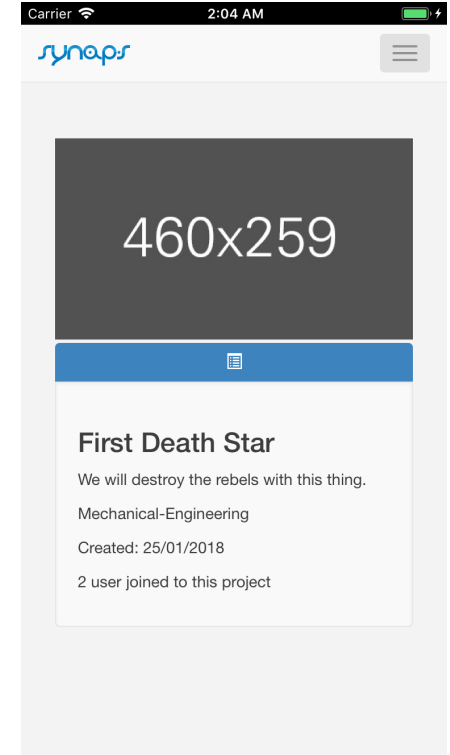 Carrier 2:04 AM
synaps
460x259
First Death Star
We will destroy the rebels with this thing.
Mechanical-Engineering
Created: 25/01/2018
2 user joined to this project